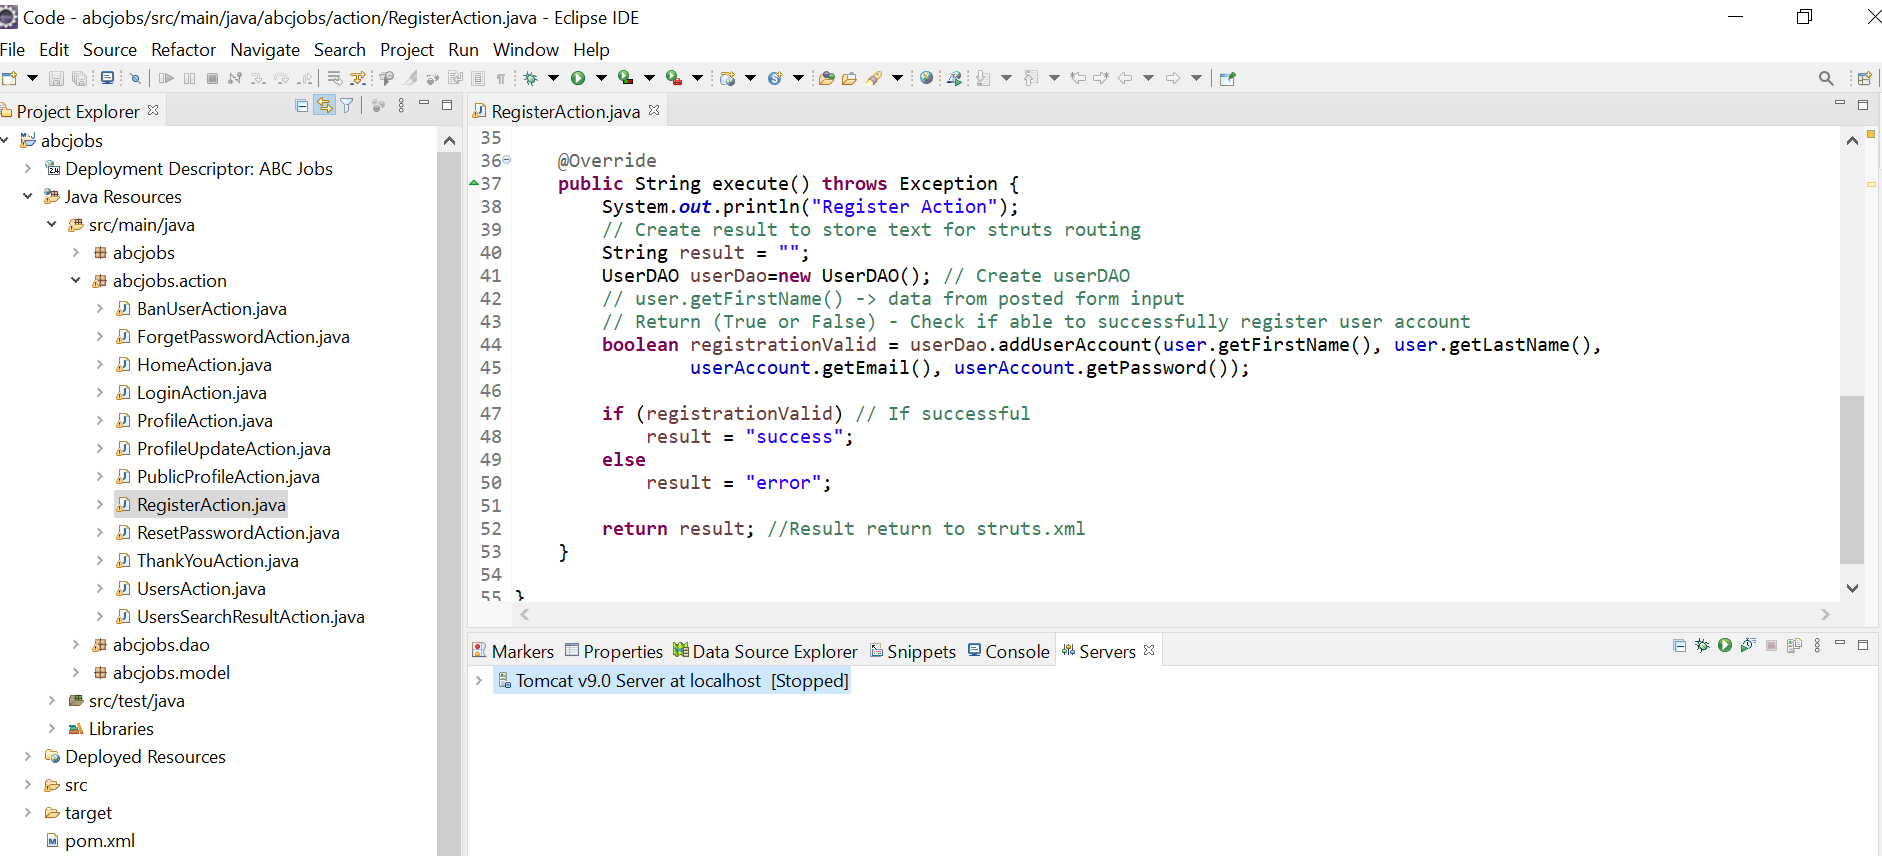 Code - abcjobs/src/main/java/abcjobs/action/RegisterAction.java - Eclipse IDE
File Edit Source Refactor Navigate Search Project Run Window Help
Project Explorer
abcjobs
Deployment Descriptor: ABC Jobs
Java Resources
src/main/java
abcjobs
abcjobs.action
BanUserAction.java
ForgetPasswordAction.java
HomeAction.java
LoginAction.java
ProfileAction.java
ProfileUpdateAction.java
PublicProfileAction.java
RegisterAction.java
ResetPasswordAction.java
ThankYouAction.java
UsersAction.java
UsersSearchResultAction.java
abcjobs.dao
abcjobs.model
src/test/java
Libraries
Deployed Resources
src
target
pom.xml
RegisterAction.java
35
36 @Override
37 public String execute() throws Exception {
38 System.out.println("Register Action");
39 // Create result to store text for struts routing
40 String result = "";
41 UserDAO userDao=new UserDAO(); // Create userDAO
42 // user.getFirstName() -> data from posted form input
43 // Return (True or False) - Check if able to successfully register user account
44 boolean registrationValid = userDao.addUserAccount(user.getFirstName(), user.getLastName(),
45 userAccount.getEmail(), userAccount.getPassword());
46
47 if (registrationValid) // If successful
48 result = "success";
49 else
50 result = "error";
51
52 return result; //Result return to struts.xml
53 }
54
55 }
Markers Properties Data Source Explorer Snippets Console Servers
Tomcat v9.0 Server at localhost [Stopped]